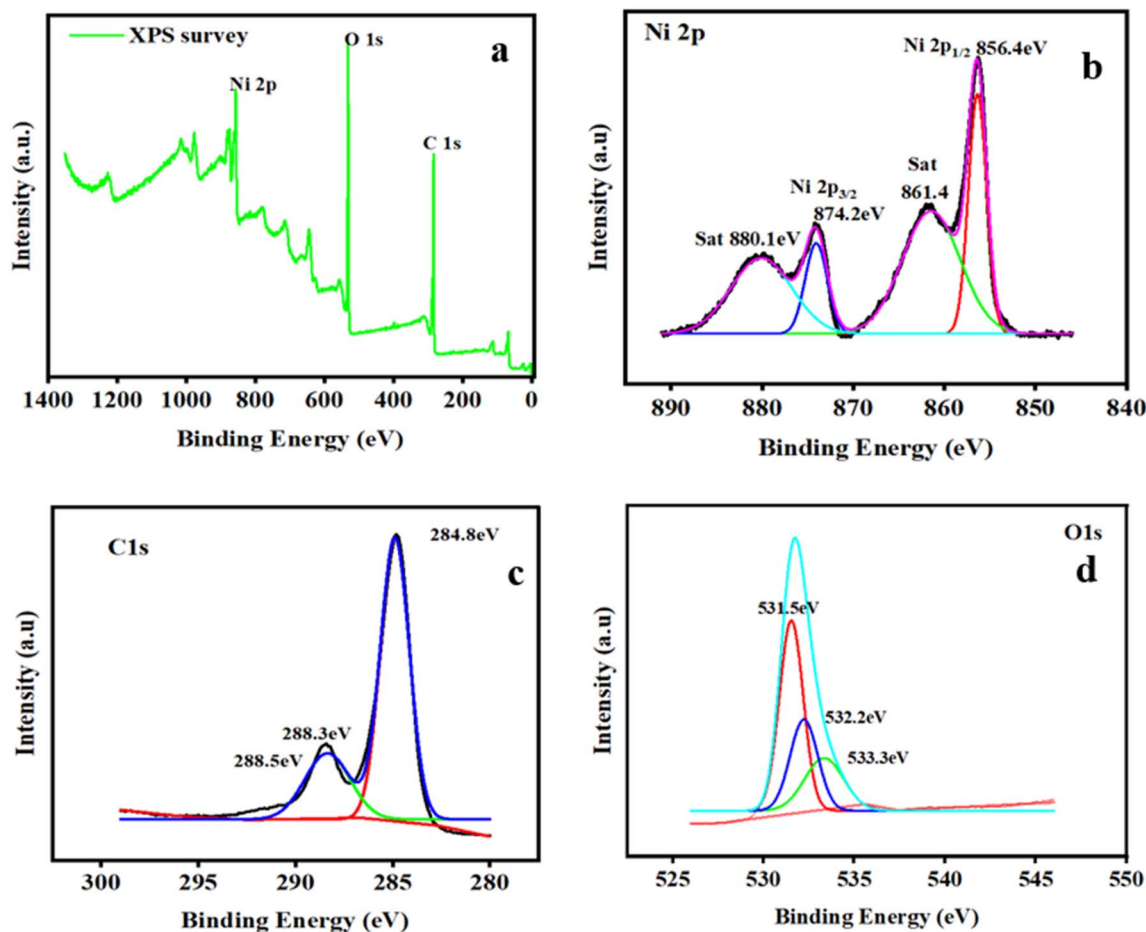 XPS survey
a
O 1s
Ni 2p
C 1s
Intensity (a.u.)
1400 1200 1000 800 600 400 200 0
Binding Energy (eV)
Ni 2p
b
Ni 2p1/2 856.4eV
Sat
861.4
Ni 2p3/2
874.2eV
Sat 880.1eV
Intensity (a.u)
890 880 870 860 850 840
Binding Energy (eV)
C1s
c
284.8eV
288.3eV
288.5eV
Intensity (a.u)
300 295 290 285 280
Binding Energy (eV)
O1s
d
531.5eV
532.2eV
533.3eV
Intensity (a.u)
525 530 535 540 545 550
Binding Energy (eV)